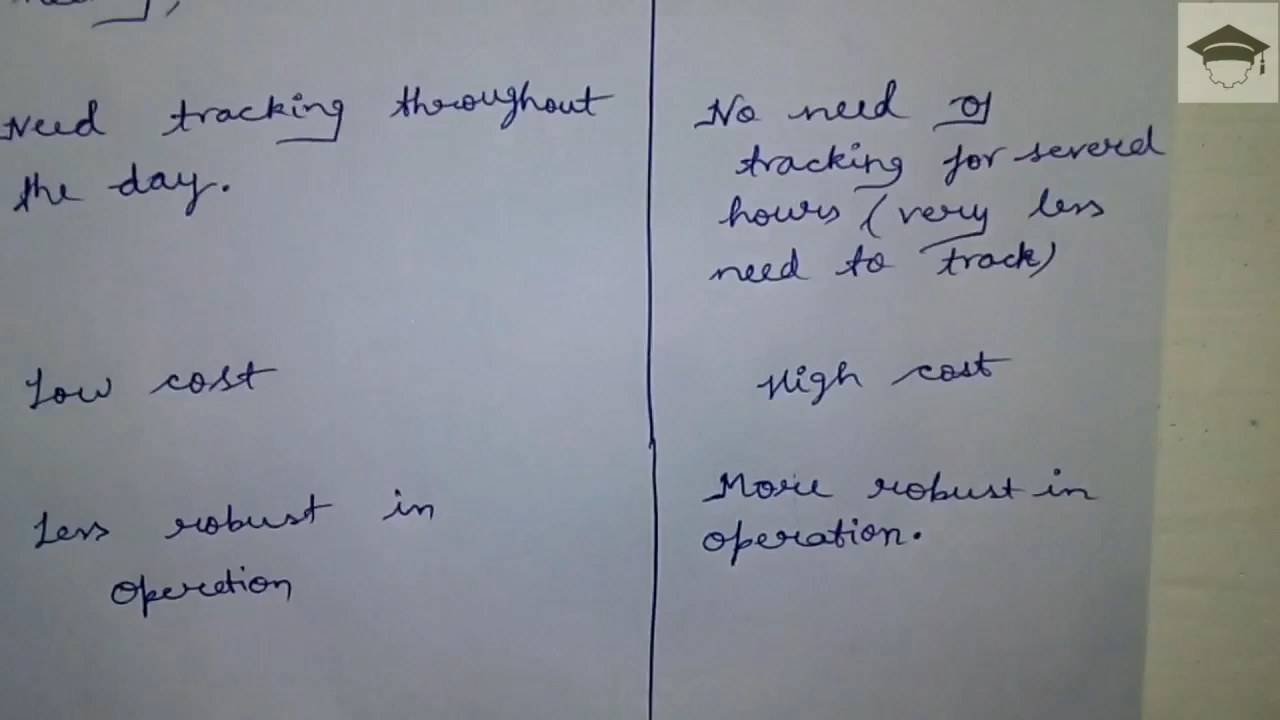 Need tracking throughout
the day.
Low cost
Less robust in
operation
No need of
tracking for several
hours (very less
need to track)
High cost
More robust in
operation.